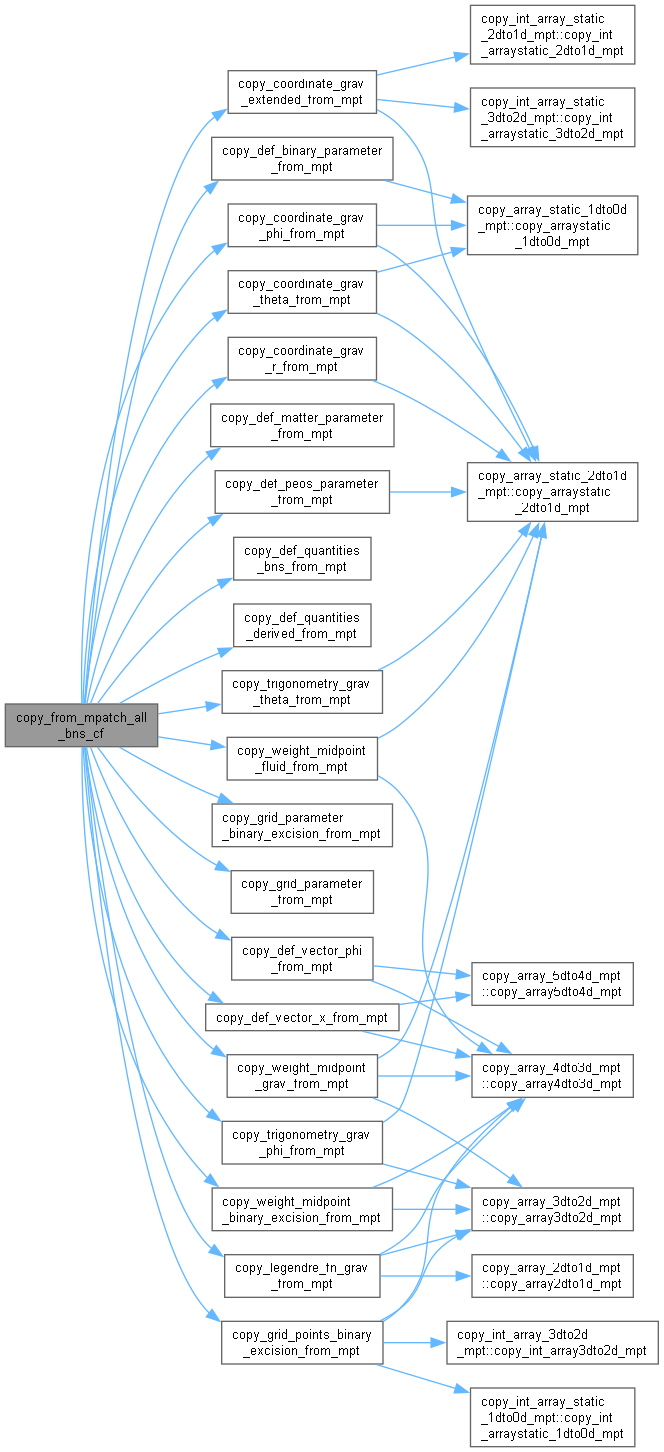 copy_from_mpatch_all
_bns_cf
copy_coordinate_grav
_extended_from_mpt
copy_def_binary_parameter
_from_mpt
copy_coordinate_grav
_phi_from_mpt
copy_coordinate_grav
_theta_from_mpt
copy_coordinate_grav
_r_from_mpt
copy_def_matter_parameter
_from_mpt
copy_def_peos_parameter
_from_mpt
copy_def_quantities
_bns_from_mpt
copy_def_quantities
_derived_from_mpt
copy_trigonometry_grav
_theta_from_mpt
copy_weight_midpoint
_fluid_from_mpt
copy_grid_parameter
_binary_excision_from_mpt
copy_grid_parameter
_from_mpt
copy_def_vector_phi
_from_mpt
copy_def_vector_x_from_mpt
copy_weight_midpoint
_grav_from_mpt
copy_trigonometry_grav
_phi_from_mpt
copy_weight_midpoint
_binary_excision_from_mpt
copy_legendre_fn_grav
_from_mpt
copy_grid_points_binary
_excision_from_mpt
copy_int_array_static
_2dto1d_mpt::copy_int
_arraystatic_2dto1d_mpt
copy_int_array_static
_3dto2d_mpt::copy_int
_arraystatic_3dto2d_mpt
copy_array_static_1dto0d
_mpt::copy_arraystatic
_1dto0d_mpt
copy_array_static_2dto1d
_mpt::copy_arraystatic
_2dto1d_mpt
copy_array_5dto4d_mpt
::copy_array5dto4d_mpt
copy_array_4dto3d_mpt
::copy_array4dto3d_mpt
copy_array_3dto2d_mpt
::copy_array3dto2d_mpt
copy_array_2dto1d_mpt
::copy_array2dto1d_mpt
copy_int_array_3dto2d
_mpt::copy_int_array3dto2d_mpt
copy_int_array_static
_1dto0d_mpt::copy_int
_arraystatic_1dto0d_mpt